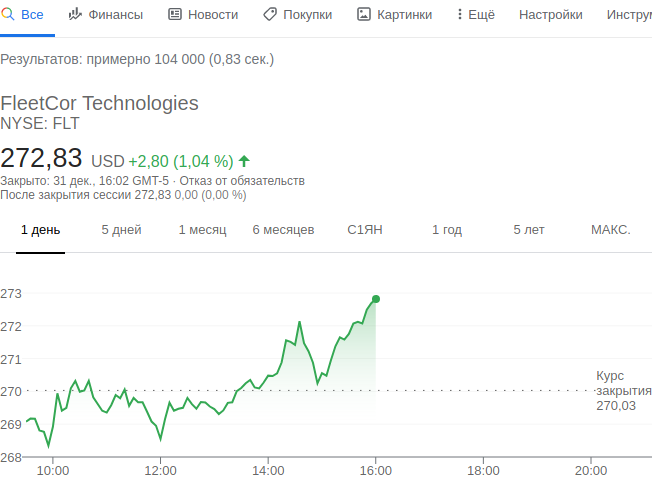 Все Финансы Новости Покупки Картинки Ещё Настройки
Результатов: примерно 104 000 (0,83 сек.)
FleetCor Technologies
NYSE: FLT
272,83 USD +2,80 (1,04 %)
Закрыто: 31 дек., 16:02 GMT-5 · Отказ от обязательств
После закрытия сессии 272,83 0,00 (0,00 %)
1 день 5 дней 1 месяц 6 месяцев С1ЯН 1 год 5 лет МАКС.
273
272
271
270
269
268
Курс
закрытия
270,03
10:00 12:00 14:00 16:00 18:00 20:00